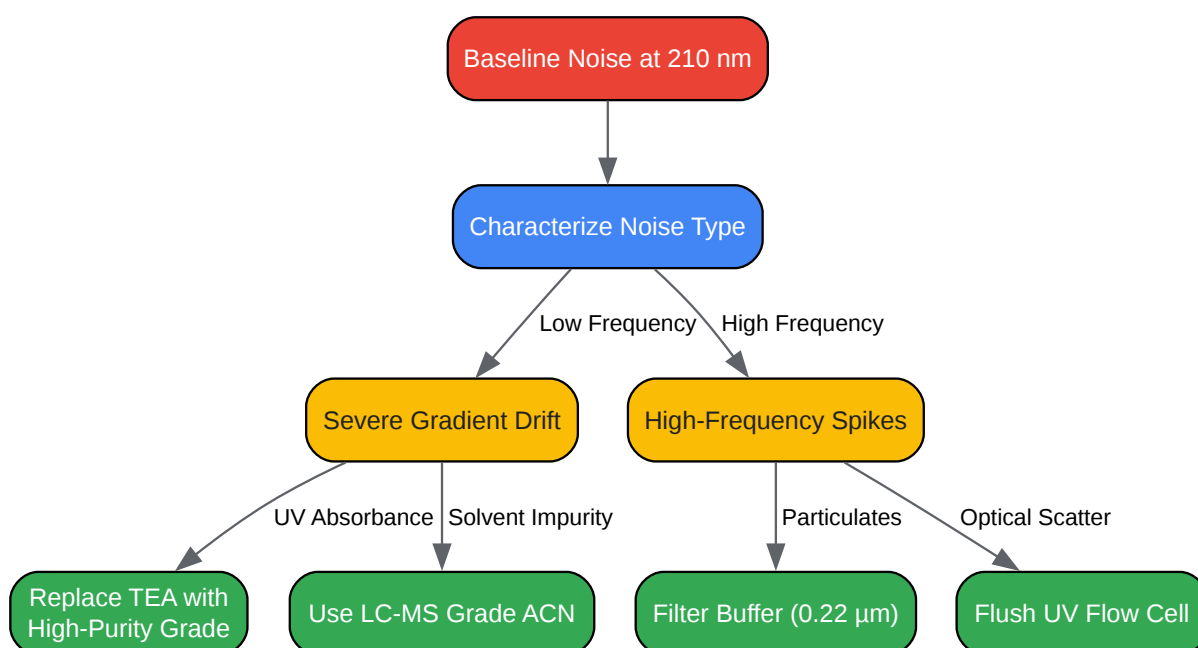 Baseline Noise at 210 nm
Characterize Noise Type
Low Frequency
High Frequency
Severe Gradient Drift
High-Frequency Spikes
UV Absorbance
Solvent Impurity
Particulates
Optical Scatter
Replace TEA with
High-Purity Grade
Use LC-MS Grade ACN
Filter Buffer (0.22 µm)
Flush UV Flow Cell